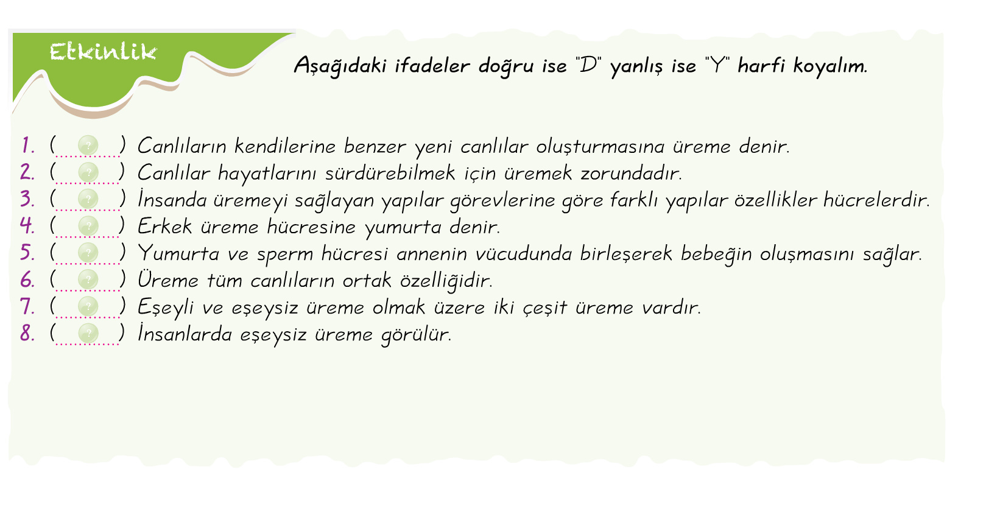 Etkinlik
Aşağıdaki ifadeler doğru ise "D" yanlış ise "Y" harfi koyalım.
1. ( ? ) Canlıların kendilerine benzer yeni canlılar oluşturmasına üreme denir.
2. ( ? ) Canlılar hayatlarını sürdürebilmek için üremek zorundadır.
3. ( ? ) İnsanda üremeyi sağlayan yapılar görevlerine göre farklı yapılar özellikler hücrelerdir.
4. ( ? ) Erkek üreme hücresine yumurta denir.
5. ( ? ) Yumurta ve sperm hücresi annenin vücudunda birleşerek bebeğin oluşmasını sağlar.
6. ( ? ) Üreme tüm canlıların ortak özelliğidir.
7. ( ? ) Eşeyli ve eşeysiz üreme olmak üzere iki çeşit üreme vardır.
8. ( ? ) İnsanlarda eşeysiz üreme görülür.